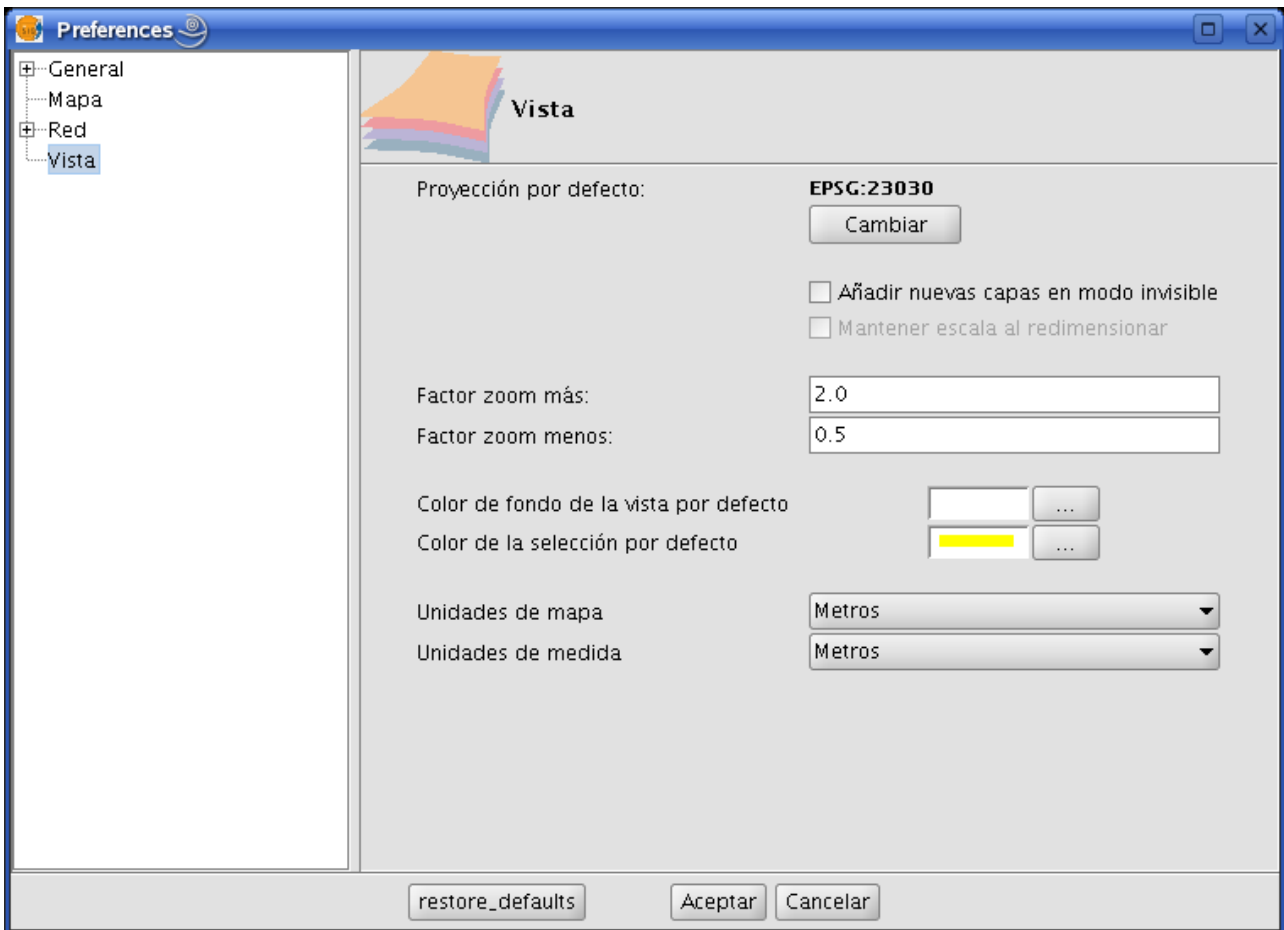 Preferences
General
Mapa
Red
Vista
Vista
Proyección por defecto: EPSG:23030
Cambiar
Añadir nuevas capas en modo invisible
Mantener escala al redimensionar
Factor zoom más: 2.0
Factor zoom menos: 0.5
Color de fondo de la vista por defecto ...
Color de la selección por defecto ...
Unidades de mapa Metros
Unidades de medida Metros
restore_defaults Aceptar Cancelar